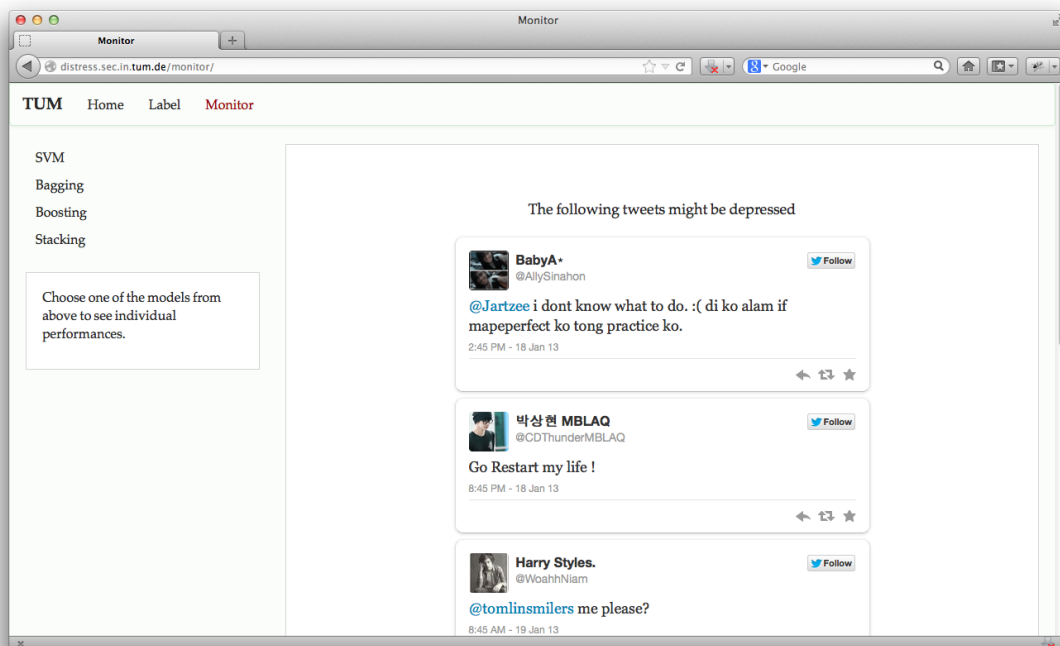 Monitor
Monitor
distress.sec.in.tum.de/monitor/
Google
TUM Home Label Monitor
SVM
Bagging
Boosting
Stacking
Choose one of the models from
above to see individual
performances.
The following tweets might be depressed
BabyA⋆
Follow
@AllySinahon
@Jartzee i dont know what to do. :( di ko alam if
mapeperfect ko tong practice ko.
2:45 PM - 18 Jan 13
박상현 MBLAQ
Follow
@CDThunderMBLAQ
Go Restart my life !
8:45 PM - 18 Jan 13
Harry Styles.
Follow
@WoahhNiam
@tomlinsmilers me please?
8:45 AM - 19 Jan 13